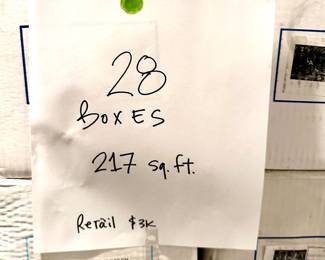 28
BOXES
217 sq.ft.
Retail $3K